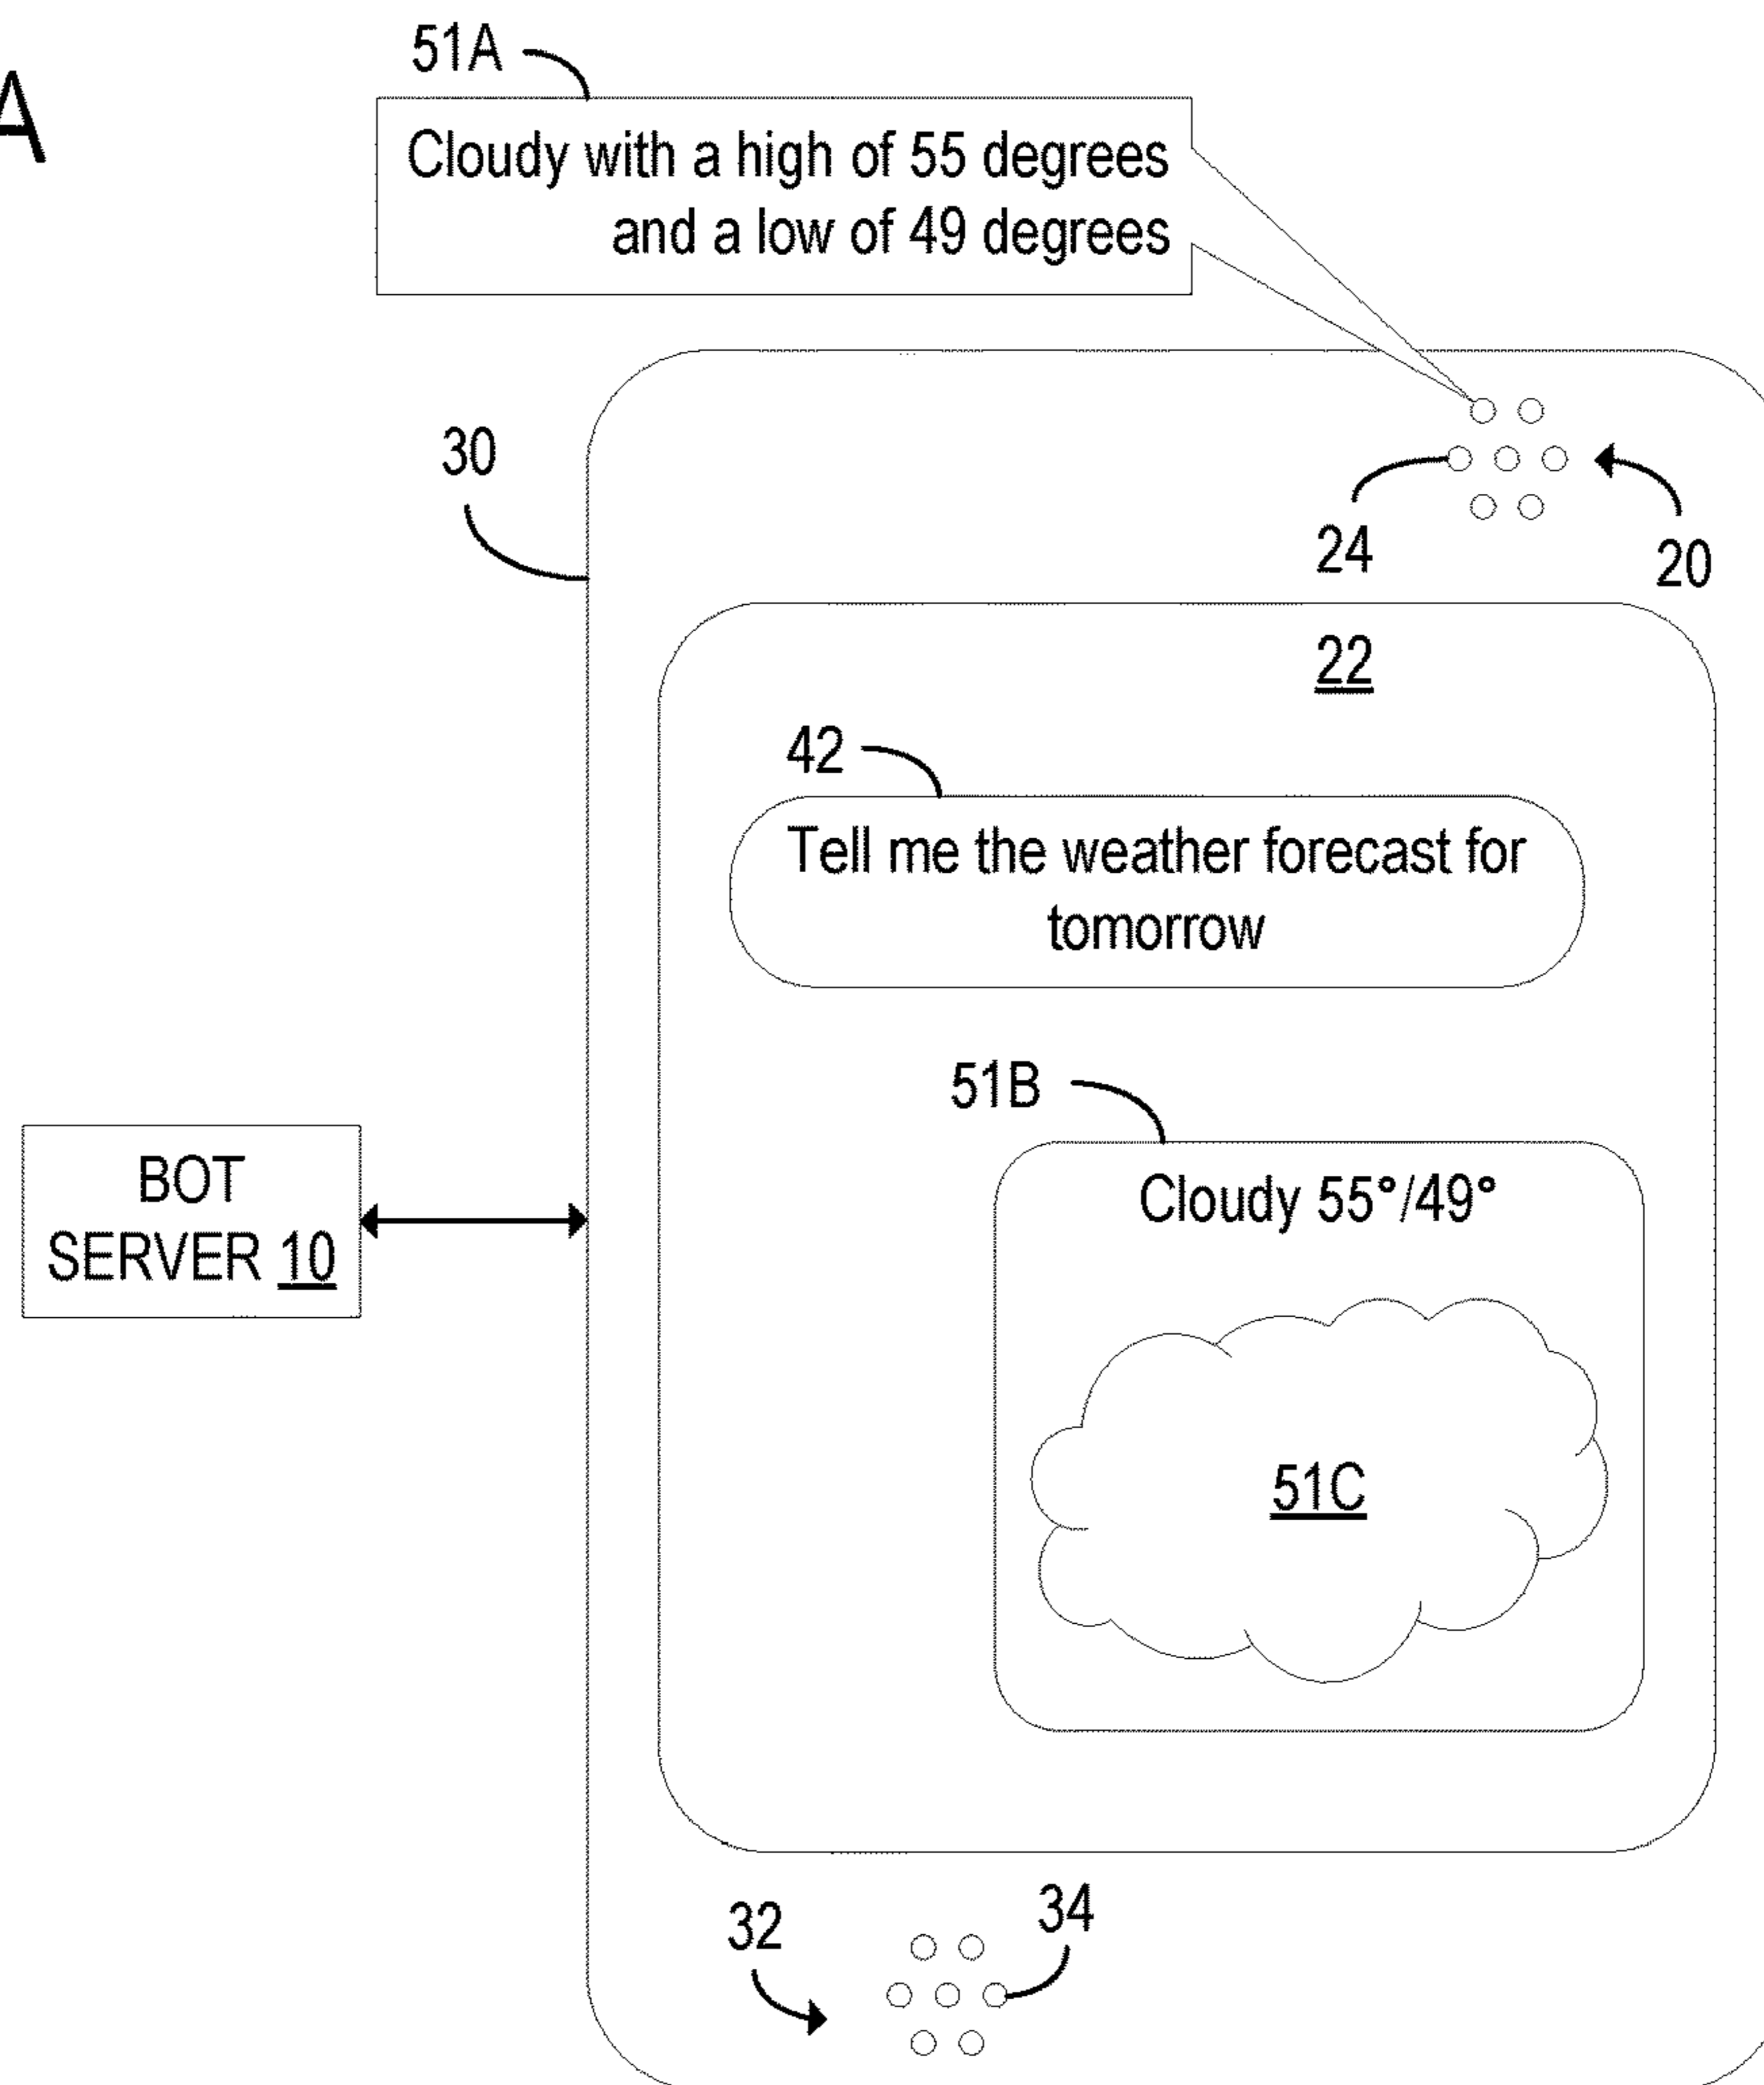 A
51A
Cloudy with a high of 55 degrees
and a low of 49 degrees
30
24
20
22
42
Tell me the weather forecast for
tomorrow
51B
BOT
SERVER 10
Cloudy 55°/49°
51C
32
34